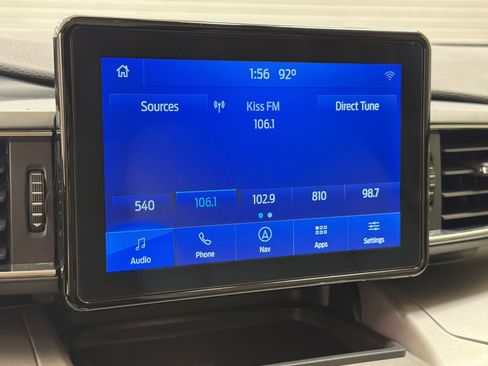 1:56 92°
Sources Kiss FM Direct Tune
106.1
540 106.1 102.9 810 98.7
Audio Phone Nav Apps Settings